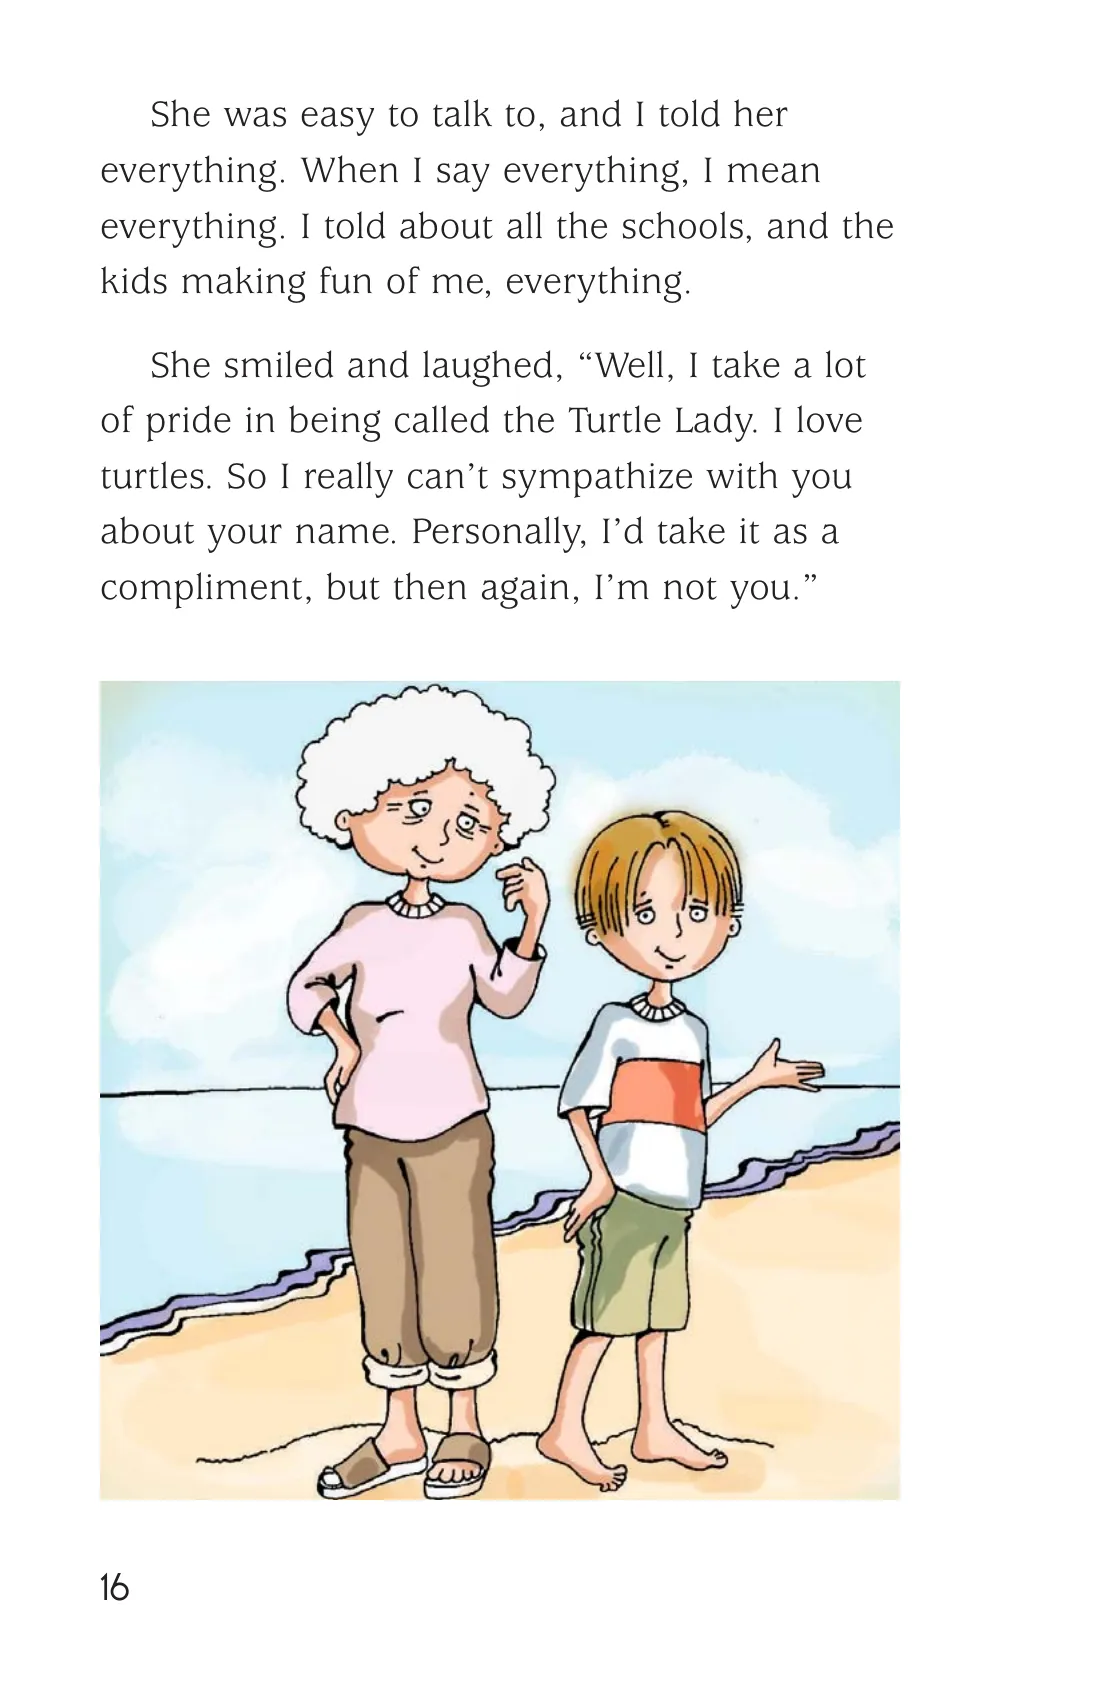 She was easy to talk to, and I told her
everything. When I say everything, I mean
everything. I told about all the schools, and the
kids making fun of me, everything.
She smiled and laughed, “Well, I take a lot
of pride in being called the Turtle Lady. I love
turtles. So I really can’t sympathize with you
about your name. Personally, I’d take it as a
compliment, but then again, I’m not you.”
16